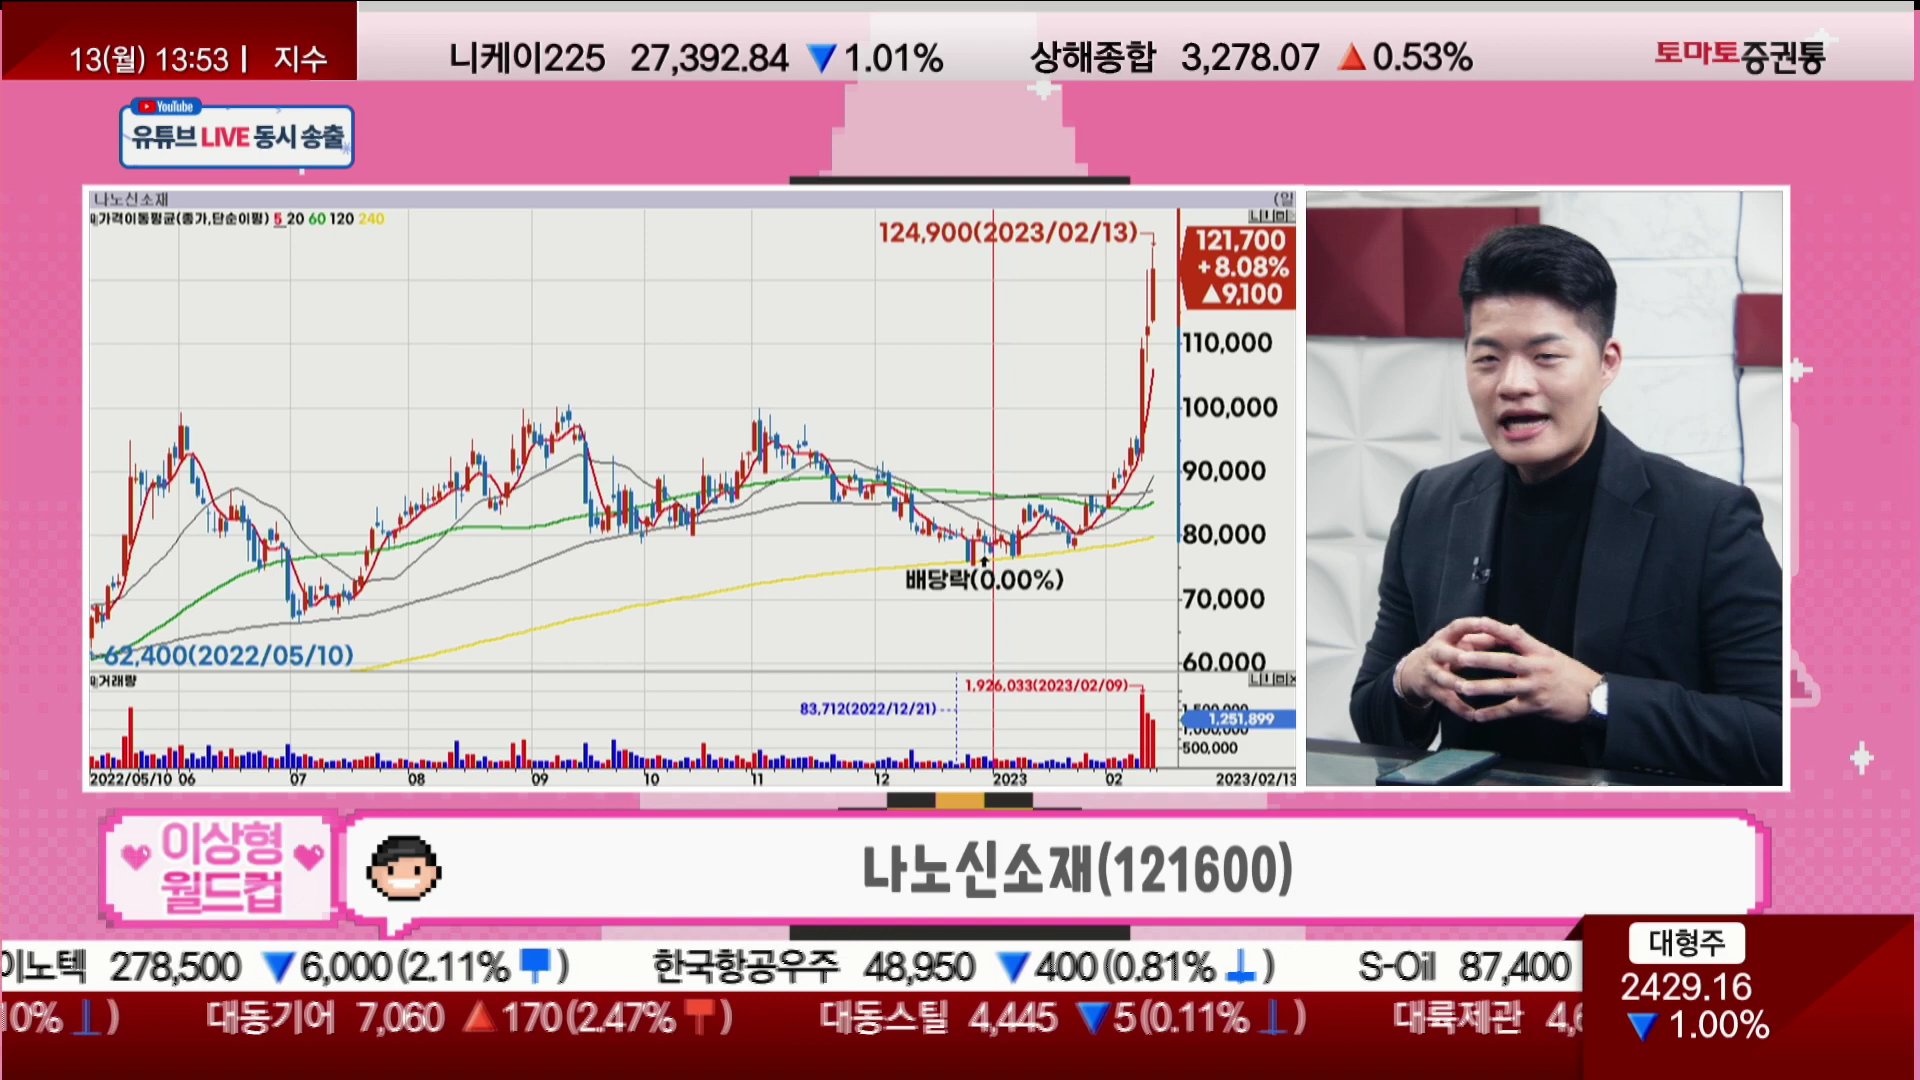 13(월) 13:53 | 지수
니케이225 27,392.84 ▼ 1.01%
상해종합 3,278.07 ▲ 0.53%
토마토증권통
YouTube
유튜브 LIVE 동시 송출
나노신소재
(일
가격이동평균(종가,단순이평) 5 20 60 120 240
124,900(2023/02/13)
121,700
+8.08%
▲9,100
110,000
100,000
90,000
80,000
70,000
60,000
배당락(0.00%)
62,400(2022/05/10)
거래량
1,926,033(2023/02/09)
83,712(2022/12/21)
1,500,000
1,251,899
1,000,000
500,000
2022/05/10 06 07 08 09 10 11 12 2023 02 2023/02/13
이상형
월드컵
나노신소재(121600)
이노텍 278,500 ▼6,000(2.11%) 한국항공우주 48,950 ▼400(0.81%) S-Oil 87,400
10% ) 대동기어 7,060 ▲170(2.47%) 대동스틸 4,445 ▼5(0.11%) 대륙제관
대형주
2429.16
▼ 1.00%